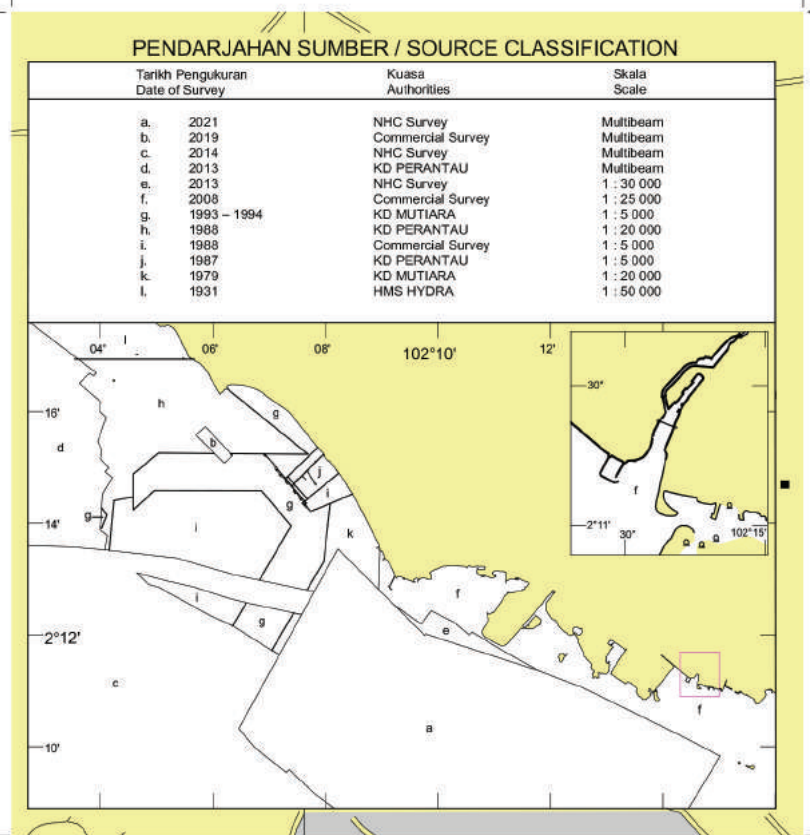 PENDARJAHAN SUMBER / SOURCE CLASSIFICATION
Tarikh Pengukuran Kuasa Skala
Date of Survey Authorities Scale
a. 2021 NHC Survey Multibeam
b. 2019 Commercial Survey Multibeam
c. 2014 NHC Survey Multibeam
d. 2013 KD PERANTAU Multibeam
e. 2013 NHC Survey 1 : 30 000
f. 2008 Commercial Survey 1 : 25 000
g. 1993 – 1994 KD MUTIARA 1 : 5 000
h. 1988 KD PERANTAU 1 : 20 000
i. 1988 Commercial Survey 1 : 5 000
j. 1987 KD PERANTAU 1 : 5 000
k. 1979 KD MUTIARA 1 : 20 000
l. 1931 HMS HYDRA 1 : 50 000
l
04' 06' 08' 102°10' 12'
30"
h
16'
g
b
d
j
i
f
g
g
14'
i
k
2°11'
30"
102°15'
f
i
g
e
2°12'
c
f
a
10'